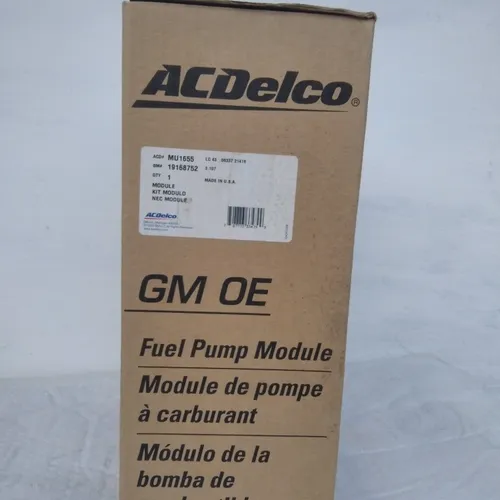 ACDelco®
ACD# MU1655
GM# 19168752
QTY 1
MADE IN U.S.A.
MODULE
KIT MODULO
NEC MODULE
ACDelco
GM OE
Fuel Pump Module
Module de pompe
à carburant
Módulo de la
bomba de